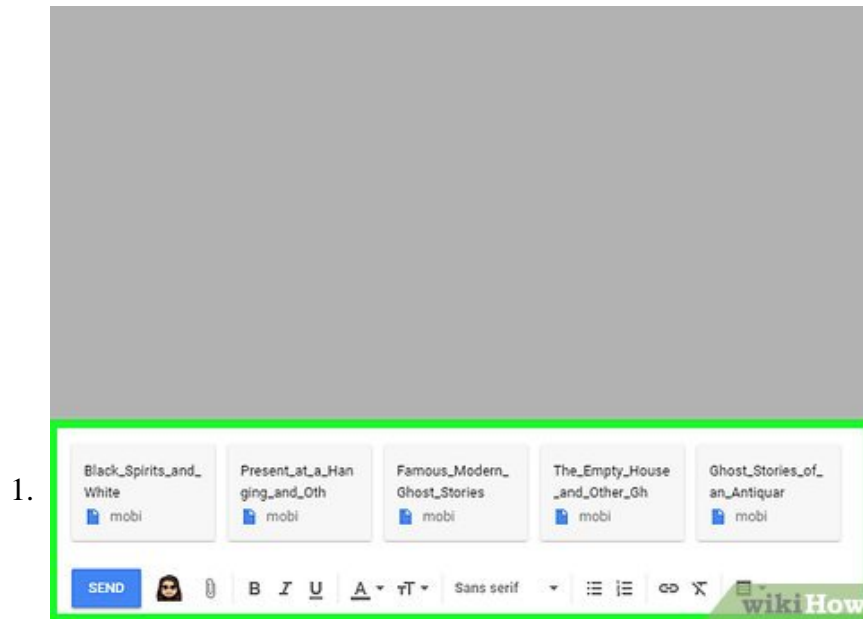 Black_Spirits_and_
White
mobi
Present_at_a_Han
ging_and_Oth
mobi
Famous_Modern_
Ghost_Stories
mobi
The_Empty_House
_and_Other_Gh
mobi
Ghost_Stories_of_
an_Antiquar
mobi
1.
SEND B I U A TT Sans serif
wikiHow